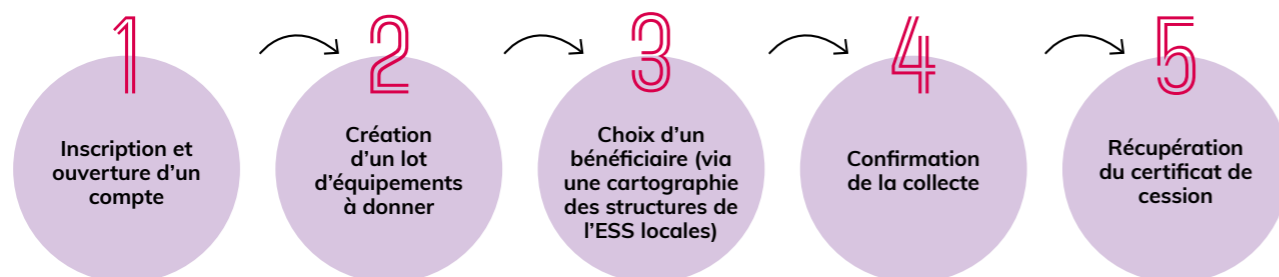 1
Inscription et
ouverture d’un
compte
2
Création
d’un lot
d’équipements
à donner
3
Choix d’un
bénéficiaire (via
une cartographie
des structures de
l’ESS locales)
4
Confirmation
de la collecte
5
Récupération
du certificat de
cession